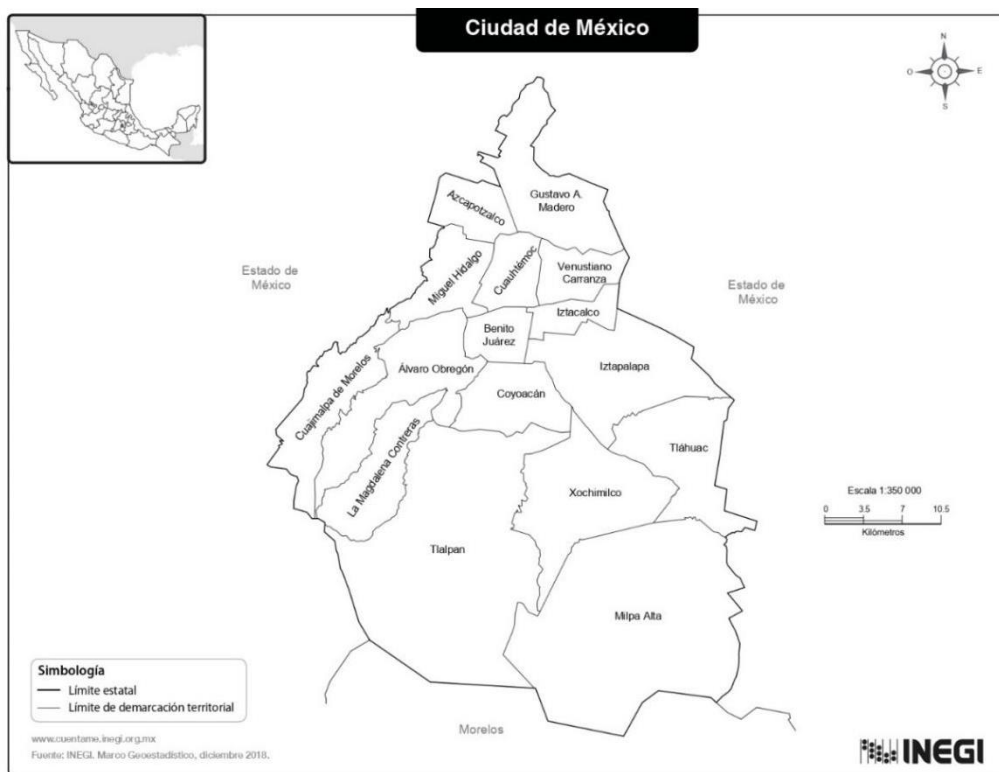 Ciudad de México
N
O
E
S
Gustavo A.
Madero
Azcapotzalco
Miguel Hidalgo
Cuauhtémoc
Venustiano
Carranza
Estado de
México
Estado de
México
Iztacalco
Benito
Juárez
Cuajimalpa de Morelos
Álvaro Obregón
Iztapalapa
Coyoacán
La Magdalena Contreras
Tláhuac
Xochimilco
Escala 1:350 000
0 3.5 7 10.5
Kilómetros
Tlalpan
Milpa Alta
Simbología
Límite estatal
Límite de demarcación territorial
Morelos
www.cuentame.inegi.org.mx
Fuente: INEGI. Marco Geoestadístico, diciembre 2018.
INEGI